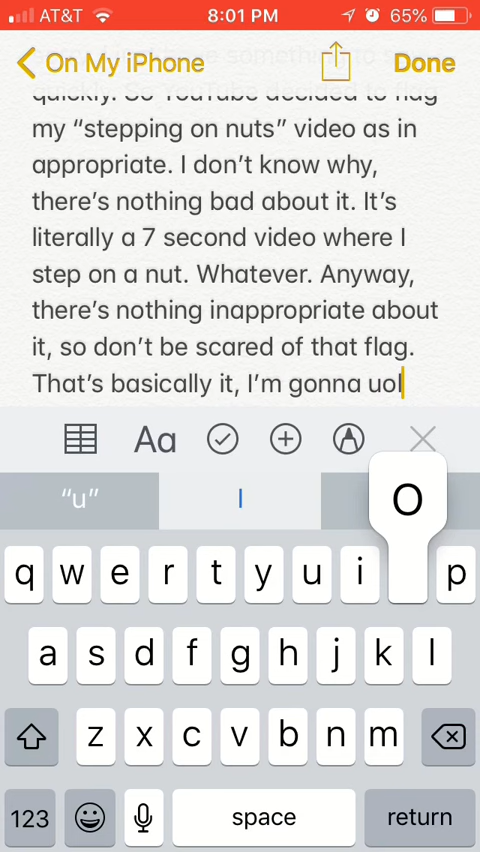 AT&T 8:01 PM 65%
On My iPhone Done
quickly. So YouTube decided to flag
my “stepping on nuts” video as in
appropriate. I don’t know why,
there’s nothing bad about it. It’s
literally a 7 second video where I
step on a nut. Whatever. Anyway,
there’s nothing inappropriate about
it, so don’t be scared of that flag.
That’s basically it, I’m gonna uol
Aa
“u” I
O
q w e r t y u i p
a s d f g h j k l
z x c v b n m
123 space return